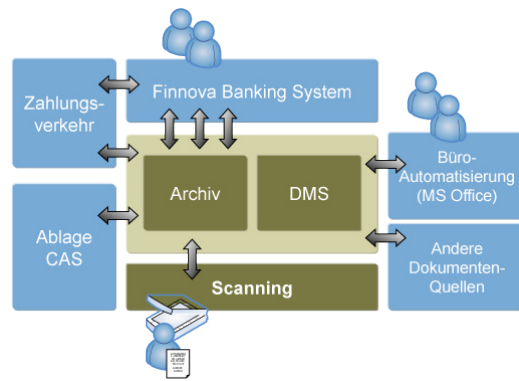 Finnova Banking System
Zahlungs-
verkehr
Archiv
DMS
Büro-
Automatisierung
(MS Office)
Ablage
CAS
Andere
Dokumenten-
Quellen
Scanning